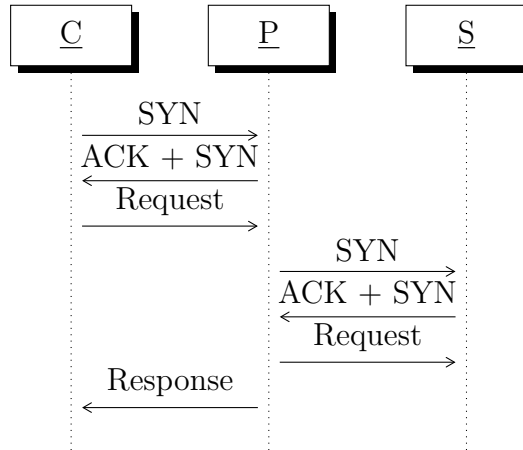 C P S
SYN
ACK + SYN
Request
SYN
ACK + SYN
Request
Response